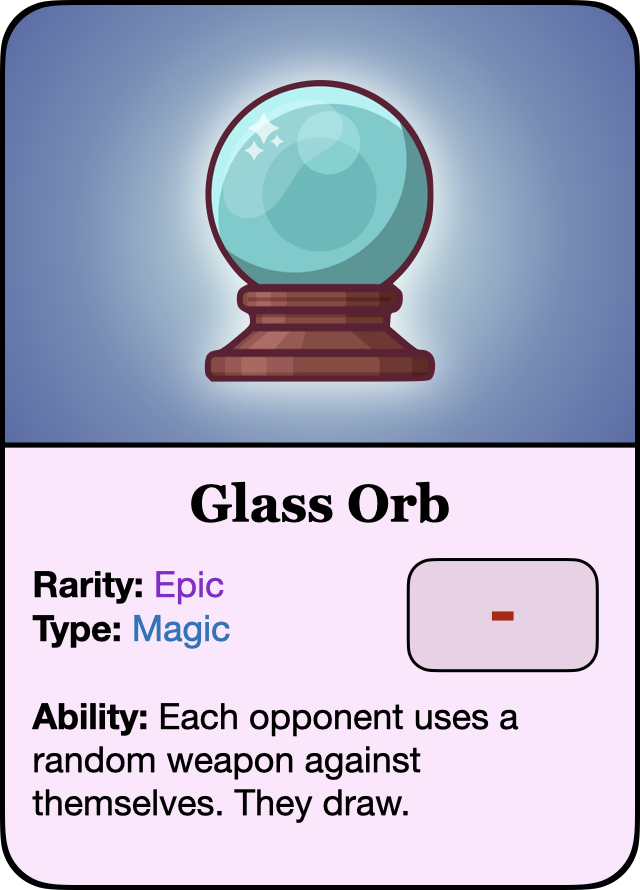 Glass Orb
Rarity: Epic
Type: Magic
-
Ability: Each opponent uses a
random weapon against
themselves. They draw.